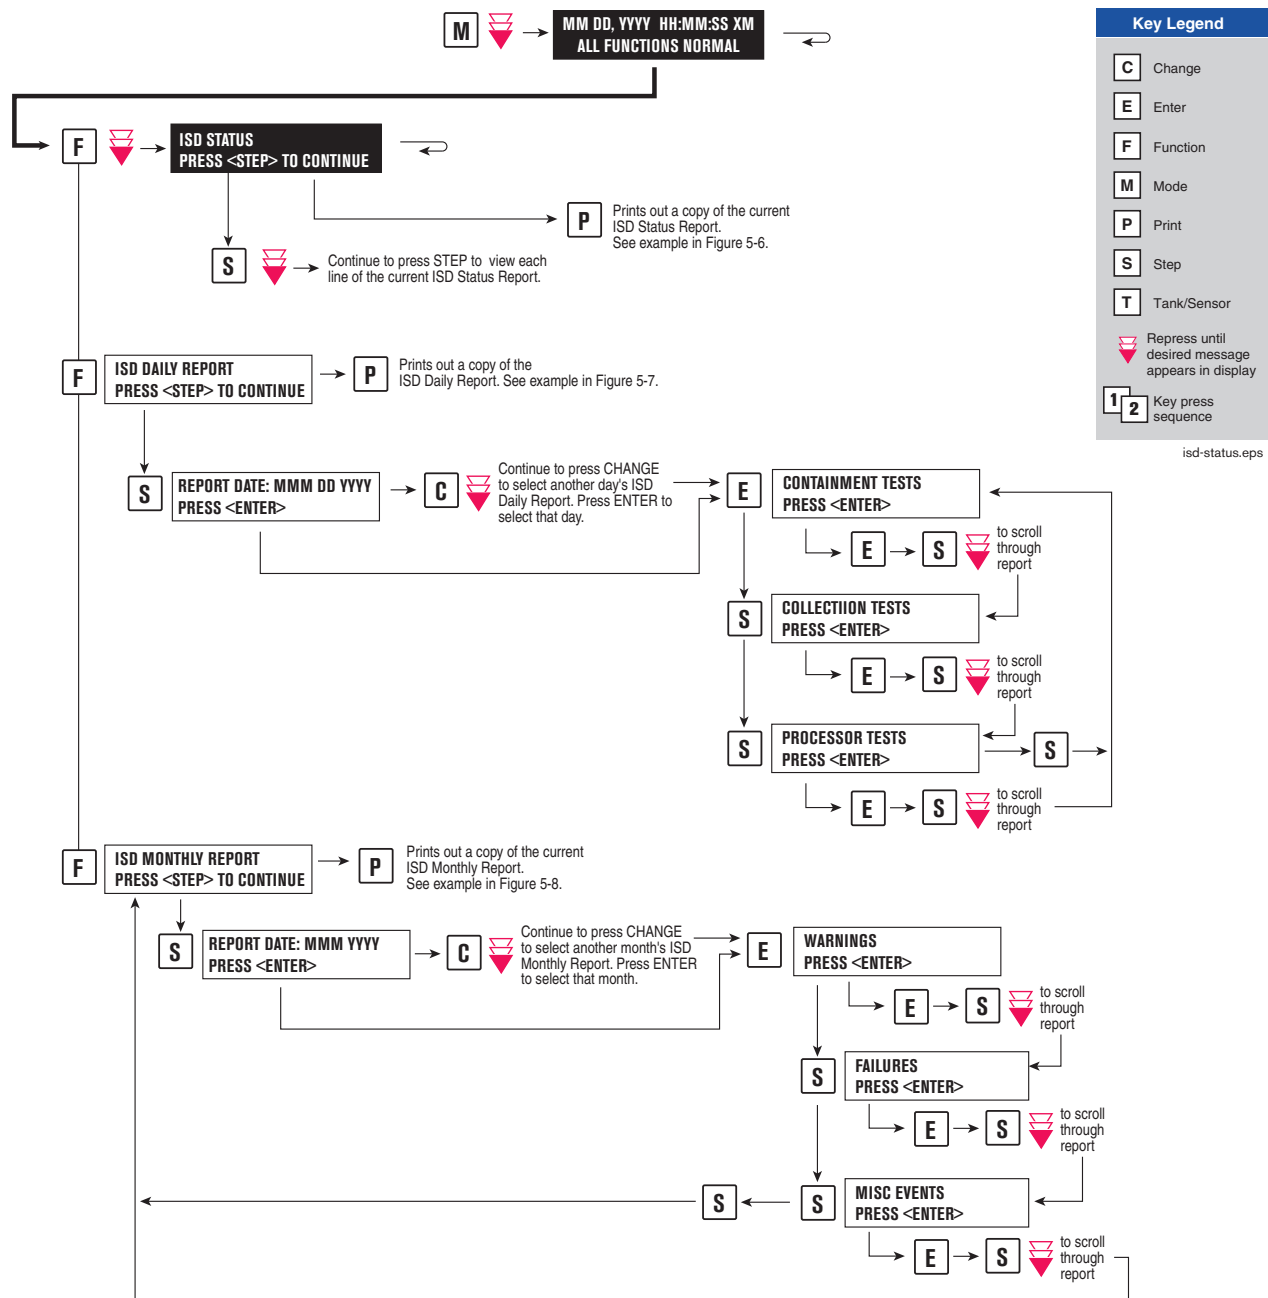 M
MM DD, YYYY HH:MM:SS XM
ALL FUNCTIONS NORMAL
Key Legend
C Change
E Enter
F Function
M Mode
P Print
S Step
T Tank/Sensor
Repress until
desired message
appears in display
1 2 Key press
sequence
isd-status.eps
F
ISD STATUS
PRESS <STEP> TO CONTINUE
P
Prints out a copy of the current
ISD Status Report.
See example in Figure 5-6.
S
Continue to press STEP to view each
line of the current ISD Status Report.
F
ISD DAILY REPORT
PRESS <STEP> TO CONTINUE
P
Prints out a copy of the
ISD Daily Report. See example in Figure 5-7.
S
REPORT DATE: MMM DD YYYY
PRESS <ENTER>
C
Continue to press CHANGE
to select another day's ISD
Daily Report. Press ENTER to
select that day.
E
CONTAINMENT TESTS
PRESS <ENTER>
E
S
to scroll
through
report
S
COLLECTIION TESTS
PRESS <ENTER>
E
S
to scroll
through
report
S
PROCESSOR TESTS
PRESS <ENTER>
S
E
S
to scroll
through
report
F
ISD MONTHLY REPORT
PRESS <STEP> TO CONTINUE
P
Prints out a copy of the current
ISD Monthly Report.
See example in Figure 5-8.
S
REPORT DATE: MMM YYYY
PRESS <ENTER>
C
Continue to press CHANGE
to select another month's ISD
Monthly Report. Press ENTER
to select that month.
E
WARNINGS
PRESS <ENTER>
E
S
to scroll
through
report
S
FAILURES
PRESS <ENTER>
E
S
to scroll
through
report
S
S
MISC EVENTS
PRESS <ENTER>
E
S
to scroll
through
report